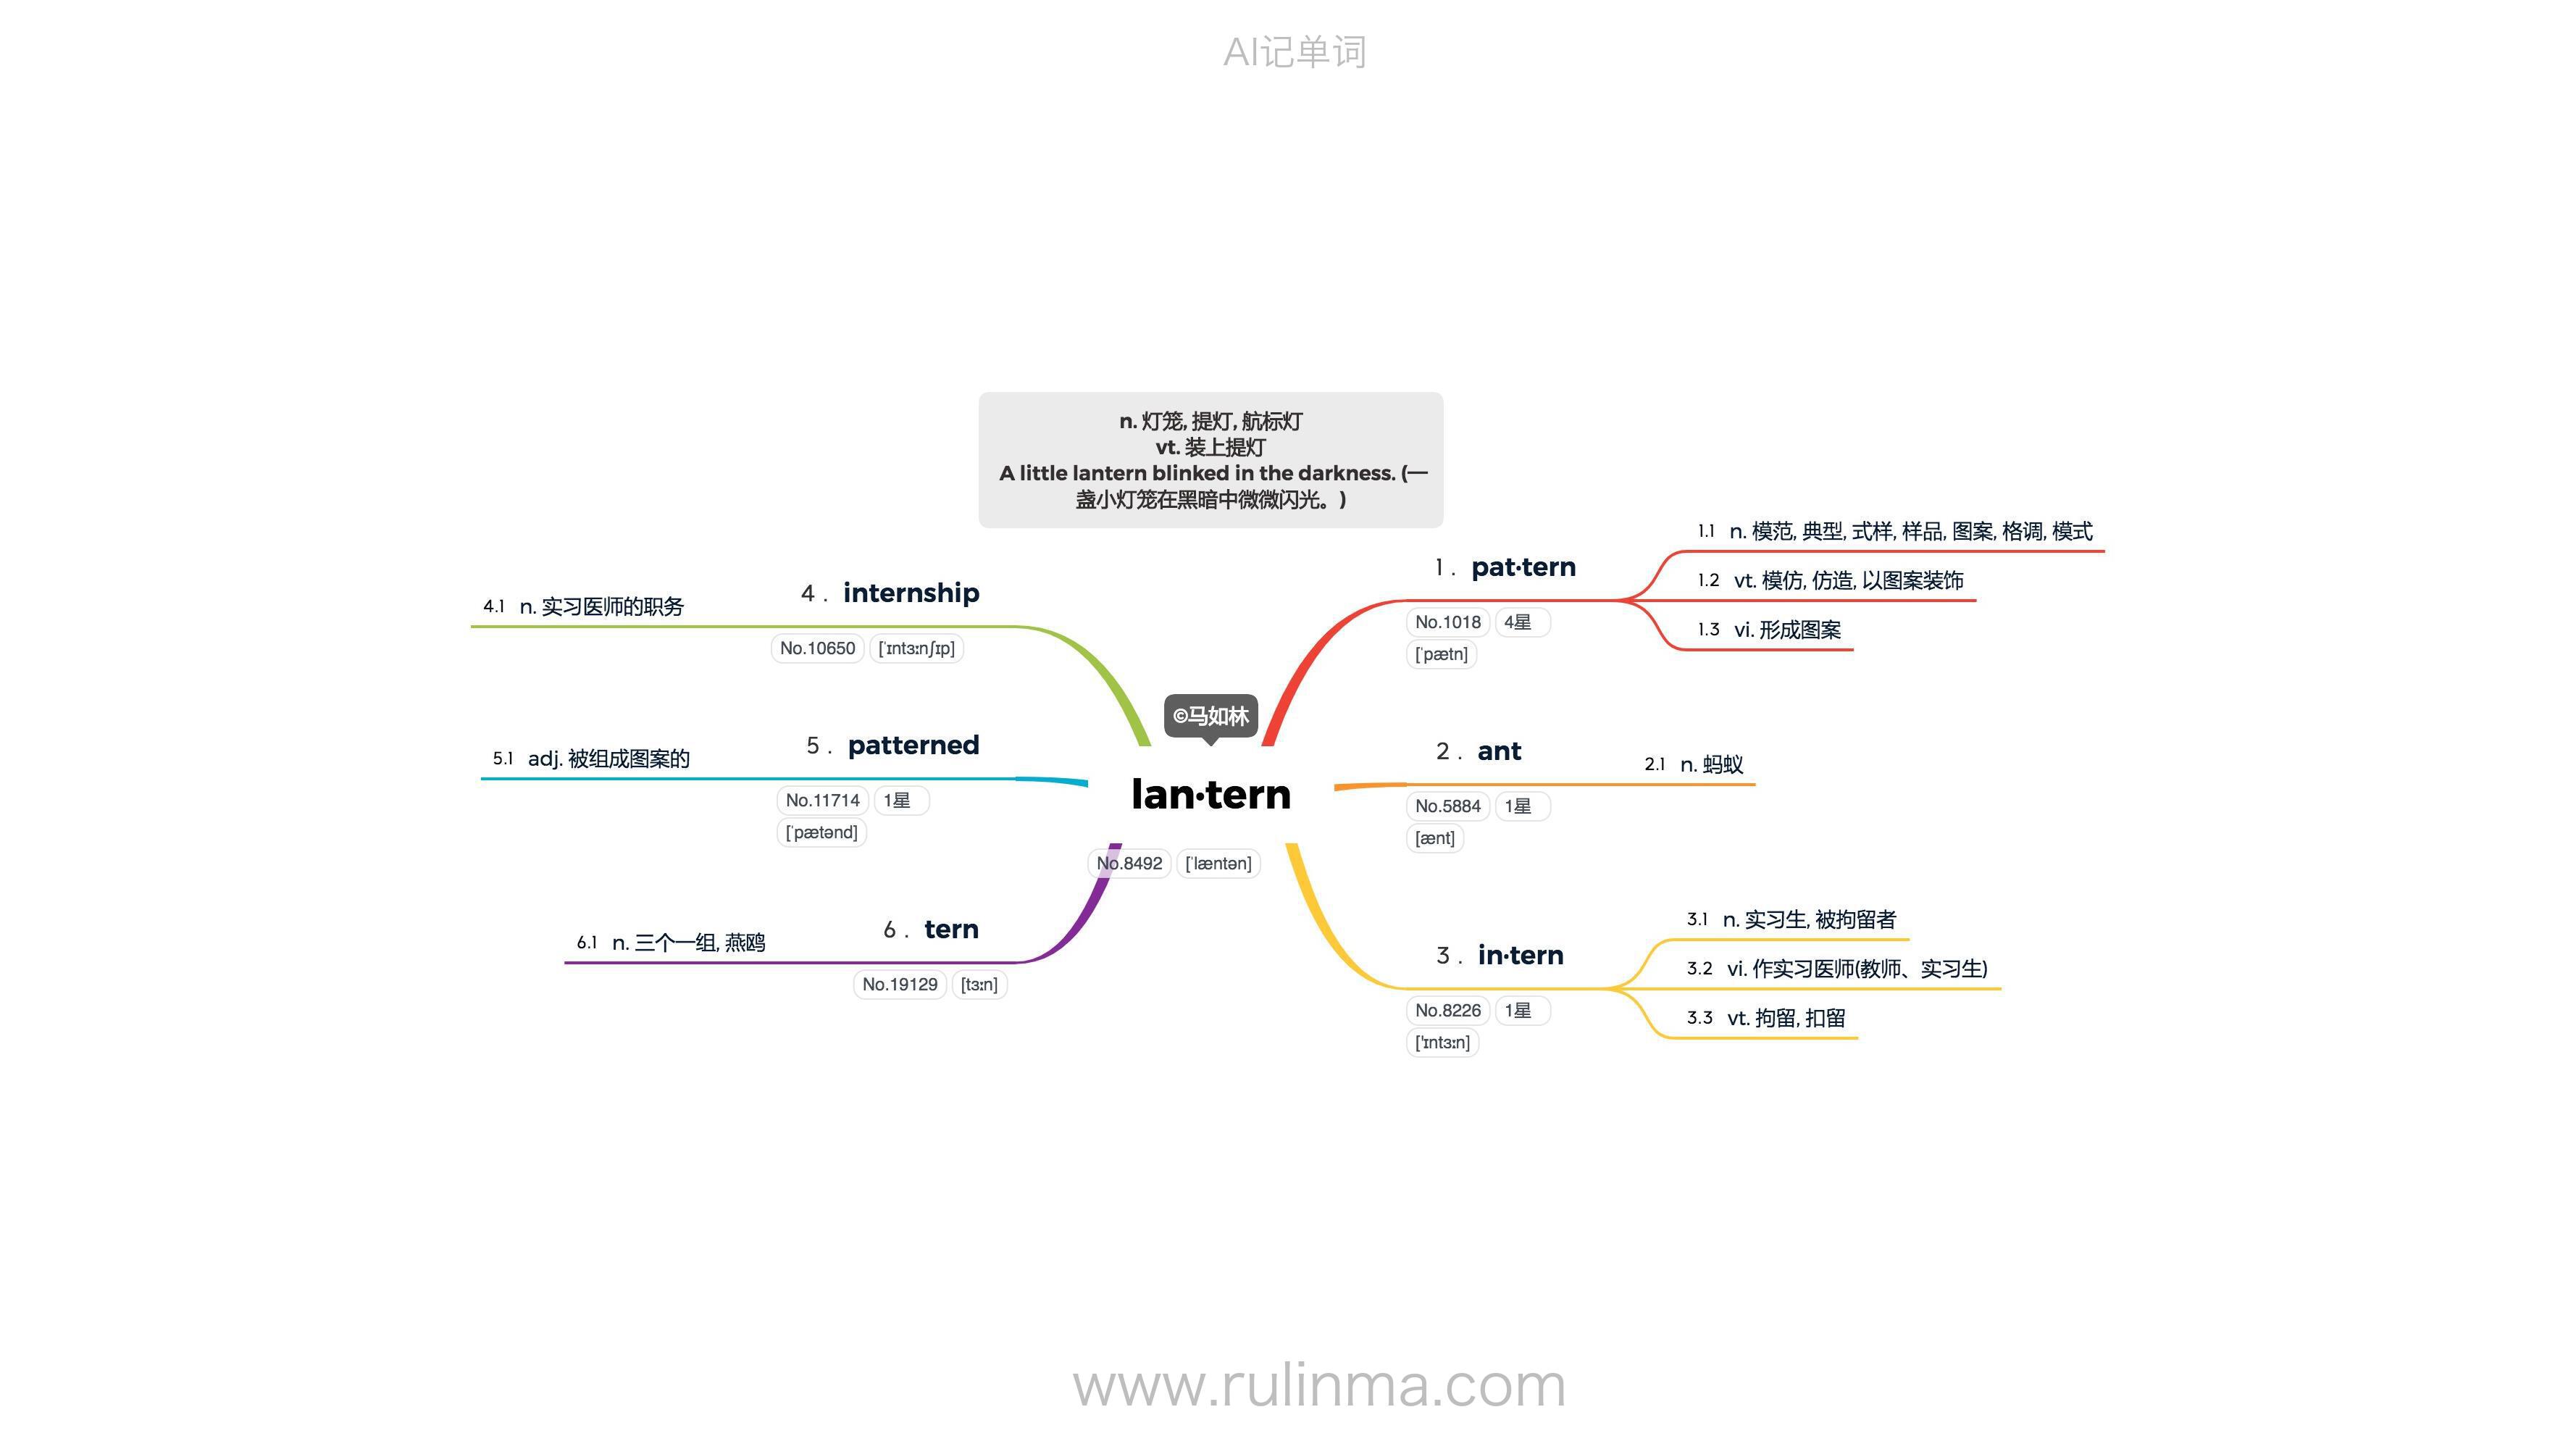 AI记单词
n. 灯笼, 提灯, 航标灯
vt. 装上提灯
A little lantern blinked in the darkness. (一
盏小灯笼在黑暗中微微闪光。)
©马如林
lan·tern
No.8492 [ˈlæntən]
1 . pat·tern
No.1018 4星
[ˈpætn]
1.1 n. 模范, 典型, 式样, 样品, 图案, 格调, 模式
1.2 vt. 模仿, 仿造, 以图案装饰
1.3 vi. 形成图案
2 . ant
No.5884 1星
[ænt]
2.1 n. 蚂蚁
3 . in·tern
No.8226 1星
['ɪntɜːn]
3.1 n. 实习生, 被拘留者
3.2 vi. 作实习医师(教师、实习生)
3.3 vt. 拘留, 扣留
4 . internship
No.10650 [ˈɪntɜːnʃɪp]
4.1 n. 实习医师的职务
5 . patterned
No.11714 1星
[ˈpætənd]
5.1 adj. 被组成图案的
6 . tern
No.19129 [tɜːn]
6.1 n. 三个一组, 燕鸥
www.rulinma.com